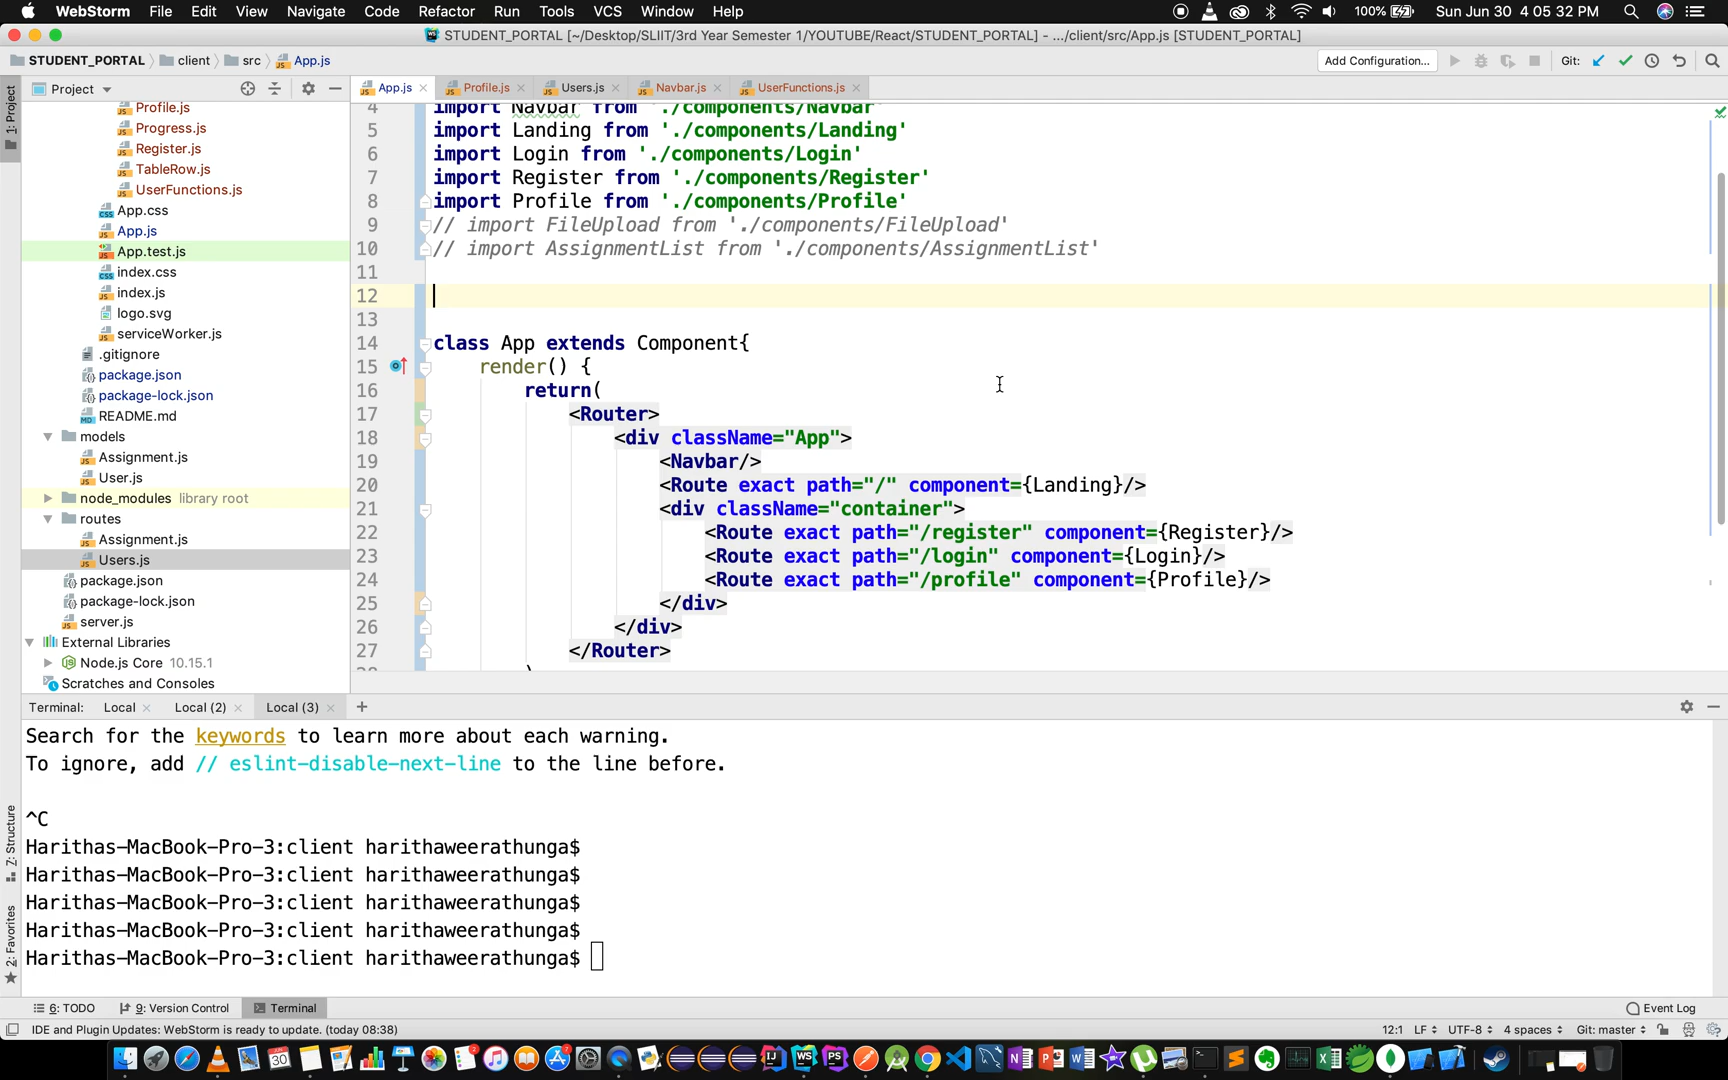 WebStorm File Edit View Navigate Code Refactor Run Tools VCS Window Help 100% Sun Jun 30 4 05 32 PM
STUDENT_PORTAL [~/Desktop/SLIIT/3rd Year Semester 1/YOUTUBE/React/STUDENT_PORTAL] - .../client/src/App.js [STUDENT_PORTAL]
STUDENT_PORTAL client src App.js Add Configuration... Git:
Project App.js Profile.js Users.js Navbar.js UserFunctions.js
1: Project
Profile.js
Progress.js
Register.js
TableRow.js
UserFunctions.js
App.css
App.js
App.test.js
index.css
index.js
logo.svg
serviceWorker.js
.gitignore
package.json
package-lock.json
README.md
models
Assignment.js
User.js
node_modules library root
routes
Assignment.js
Users.js
package.json
package-lock.json
server.js
External Libraries
Node.js Core 10.15.1
Scratches and Consoles
4 import Navbar from './components/Navbar'
5 import Landing from './components/Landing'
6 import Login from './components/Login'
7 import Register from './components/Register'
8 import Profile from './components/Profile'
9 // import FileUpload from './components/FileUpload'
10 // import AssignmentList from './components/AssignmentList'
11
12
13
14 class App extends Component{
15 render() {
16 return(
17 <Router>
18 <div className="App">
19 <Navbar/>
20 <Route exact path="/" component={Landing}/>
21 <div className="container">
22 <Route exact path="/register" component={Register}/>
23 <Route exact path="/login" component={Login}/>
24 <Route exact path="/profile" component={Profile}/>
25 </div>
26 </div>
27 </Router>
28 )
Terminal: Local Local (2) Local (3) +
Search for the keywords to learn more about each warning.
To ignore, add // eslint-disable-next-line to the line before.
^C
Harithas-MacBook-Pro-3:client harithaweerathunga$
Harithas-MacBook-Pro-3:client harithaweerathunga$
Harithas-MacBook-Pro-3:client harithaweerathunga$
Harithas-MacBook-Pro-3:client harithaweerathunga$
Harithas-MacBook-Pro-3:client harithaweerathunga$
Z: Structure
2: Favorites
6: TODO 9: Version Control Terminal Event Log
IDE and Plugin Updates: WebStorm is ready to update. (today 08:38) 12:1 LF UTF-8 4 spaces Git: master